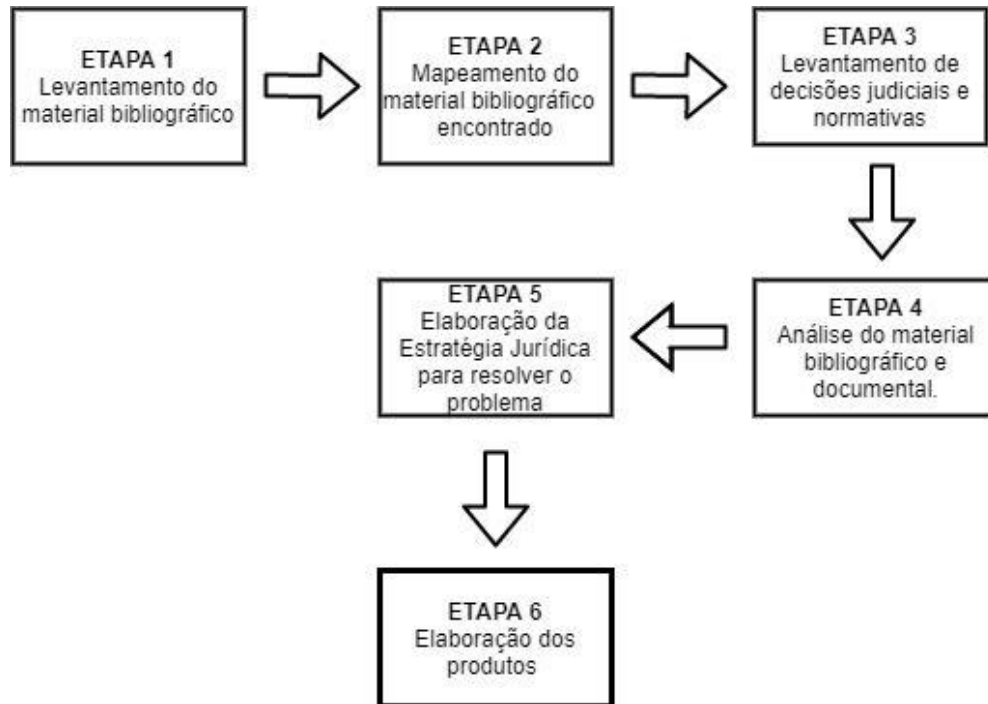 ETAPA 1
Levantamento do
material bibliográfico
ETAPA 2
Mapeamento do
material bibliográfico
encontrado
ETAPA 3
Levantamento de
decisões judiciais e
normativas
ETAPA 4
Análise do material
bibliográfico e
documental.
ETAPA 5
Elaboração da
Estratégia Jurídica
para resolver o
problema
ETAPA 6
Elaboração dos
produtos